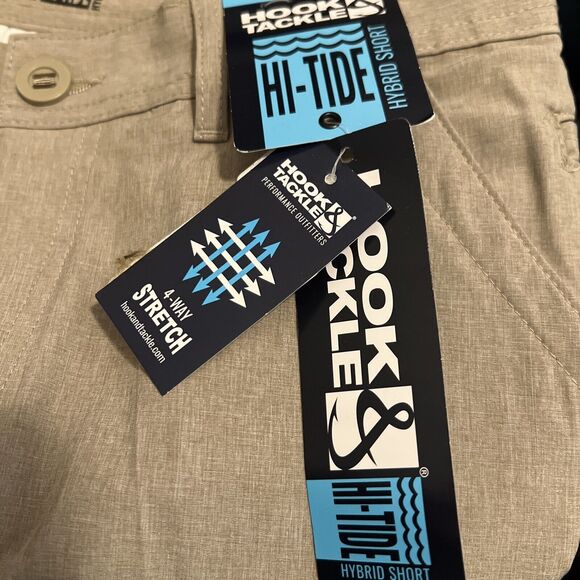 HOOK &
TACKLE
HI-TIDE
HYBRID SHORT
HOOK &
TACKLE®
PERFORMANCE OUTFITTERS
4-WAY
STRETCH
hookandtackle.com
HOOK &
TACKLE®
HI-TIDE
HYBRID SHORT